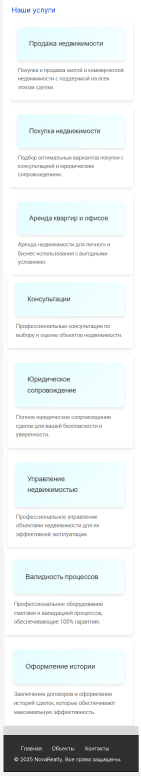 Наши услуги
Продажа недвижимости
Покупка и продажа жилой и коммерческой
недвижимости с поддержкой на всех
этапах сделки.
Покупка недвижимости
Подбор оптимальных вариантов покупки с
консультацией и юридическим
сопровождением.
Аренда квартир и офисов
Аренда недвижимости для личного и
бизнес использования с выгодными
условиями.
Консультации
Профессиональные консультации по
выбору и оценке объектов недвижимости.
Юридическое
сопровождение
Полное юридическое сопровождение
сделок для вашей безопасности и
уверенности.
Управление
недвижимостью
Профессиональное управление
объектами недвижимости для их
эффективной эксплуатации.
Валидность процессов
Профессиональное оборудование
сметами и валидацией процессов,
обеспечивающие 100% гарантию.
Оформление истории
Заключение договоров и оформление
историй сделок, которые обеспечивают
максимальную эффективность.
Главная Объекты Контакты
© 2025 NovaRealty. Все права защищены.